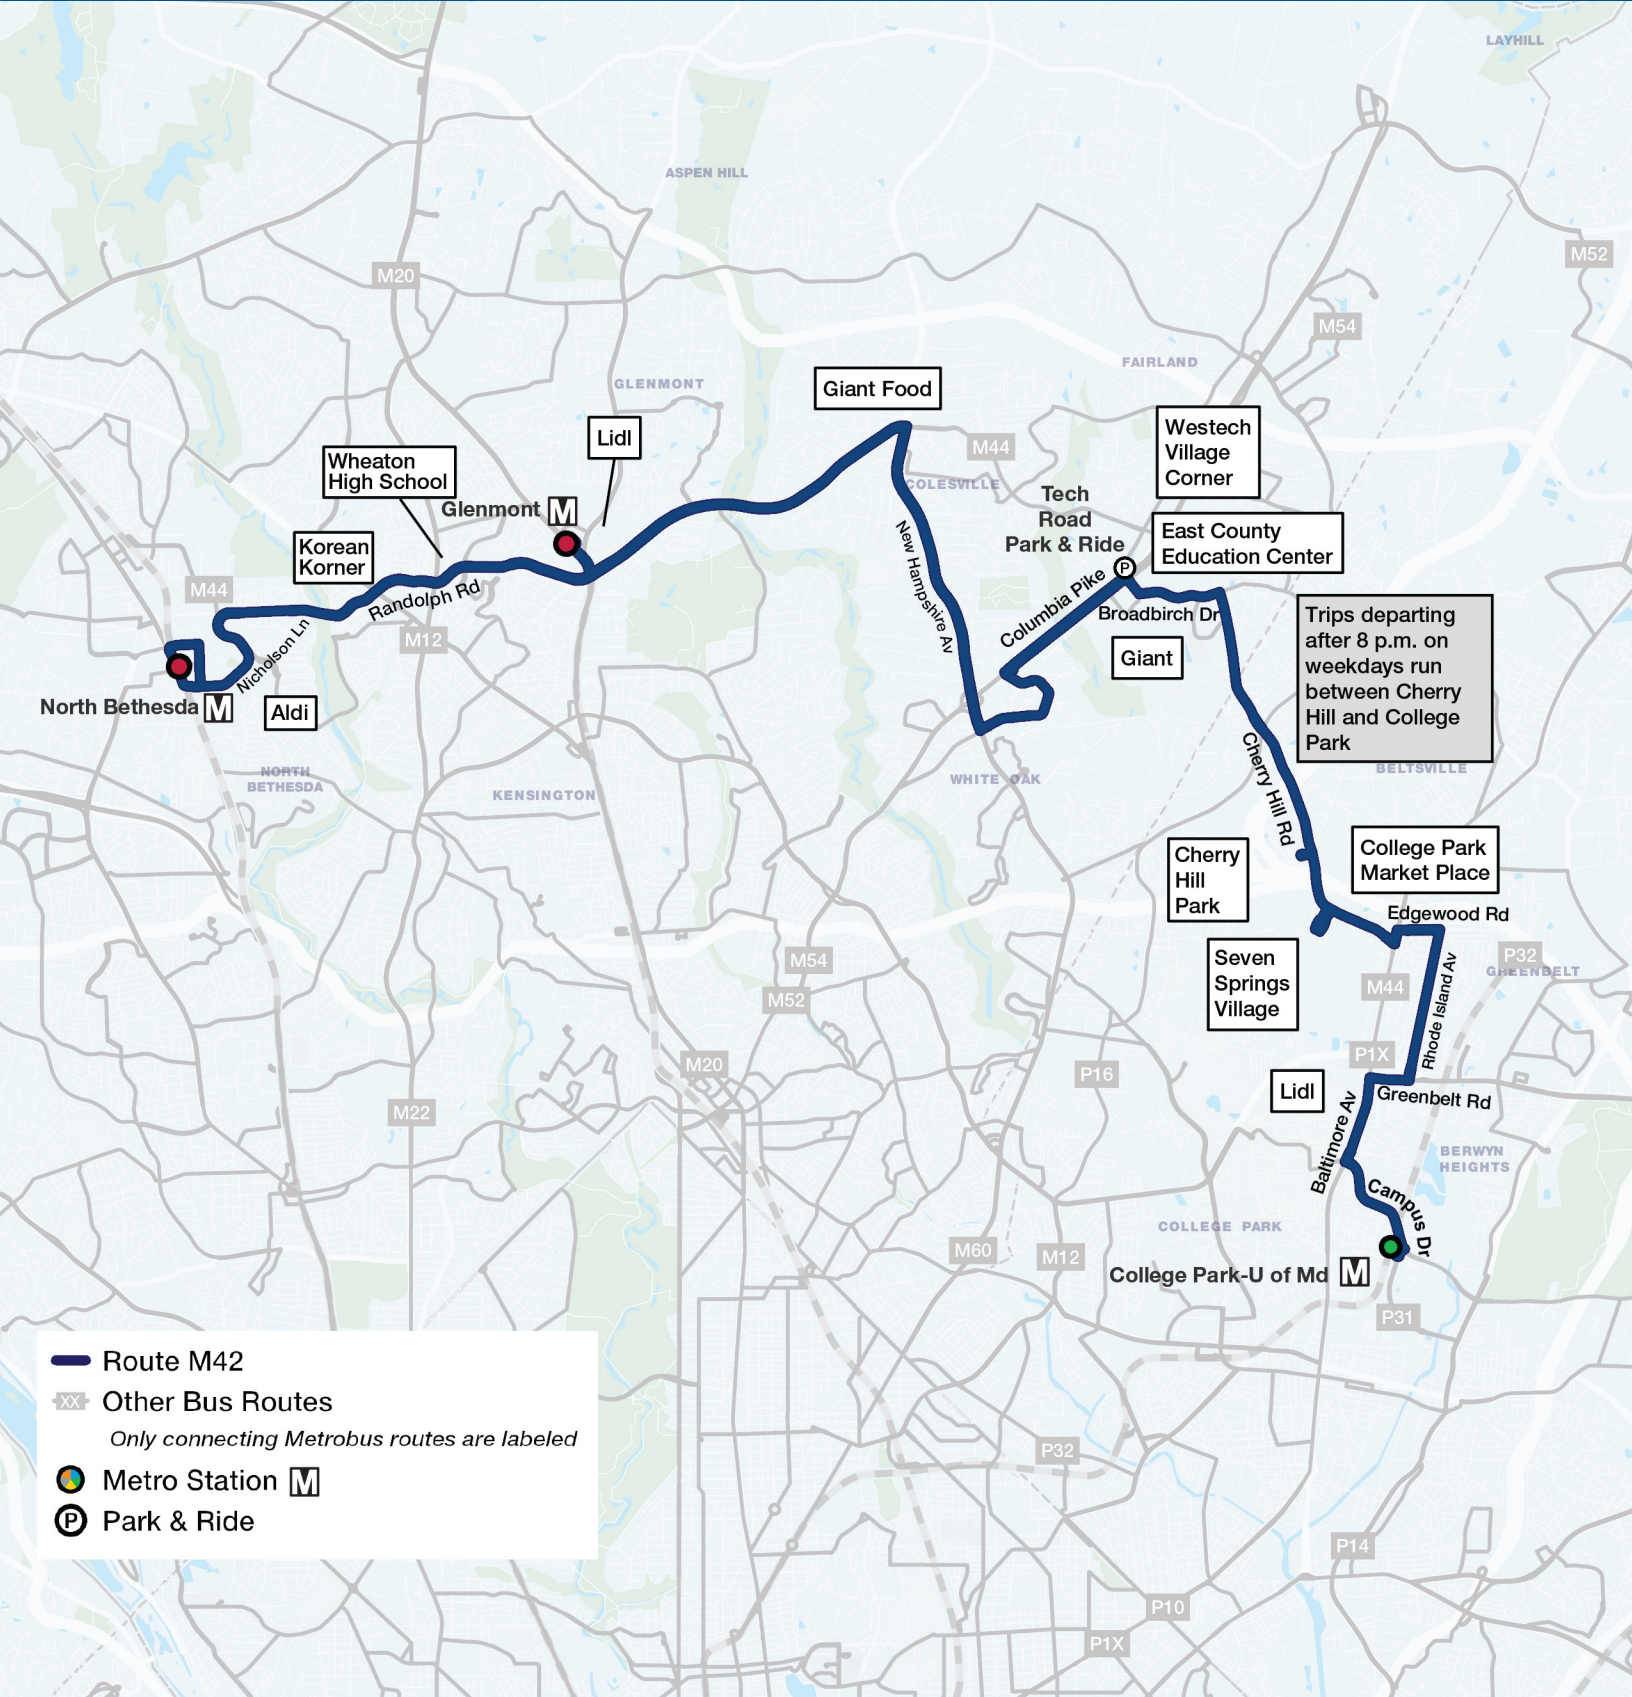 LAYHILL
ASPEN HILL
M20
M52
M54
FAIRLAND
GLENMONT
Giant Food
Lidl
Westech
Village
Corner
M44
Wheaton
High School
COLESVILLE
Tech
Road
Park & Ride
Glenmont M
East County
Education Center
Korean
Korner
P
M44
Randolph Rd
New Hampshire Av
Columbia Pike
Broadbirch Dr
Trips departing
after 8 p.m. on
weekdays run
between Cherry
Hill and College
Park
M12
Nicholson Ln
Giant
North Bethesda M
Aldi
NORTH
BETHESDA
KENSINGTON
WHITE OAK
BELTSVILLE
Cherry Hill Rd
Cherry
Hill
Park
College Park
Market Place
Edgewood Rd
Seven
Springs
Village
M54
M52
P32
GREENBELT
M44
Rhode Island Av
P1X
M20
P16
Lidl
Greenbelt Rd
M22
Baltimore Av
BERWYN
HEIGHTS
Campus Dr
COLLEGE PARK
M60
M12
College Park-U of Md M
P31
Route M42
XX Other Bus Routes
Only connecting Metrobus routes are labeled
Metro Station M
P Park & Ride
P32
P14
P10
P1X